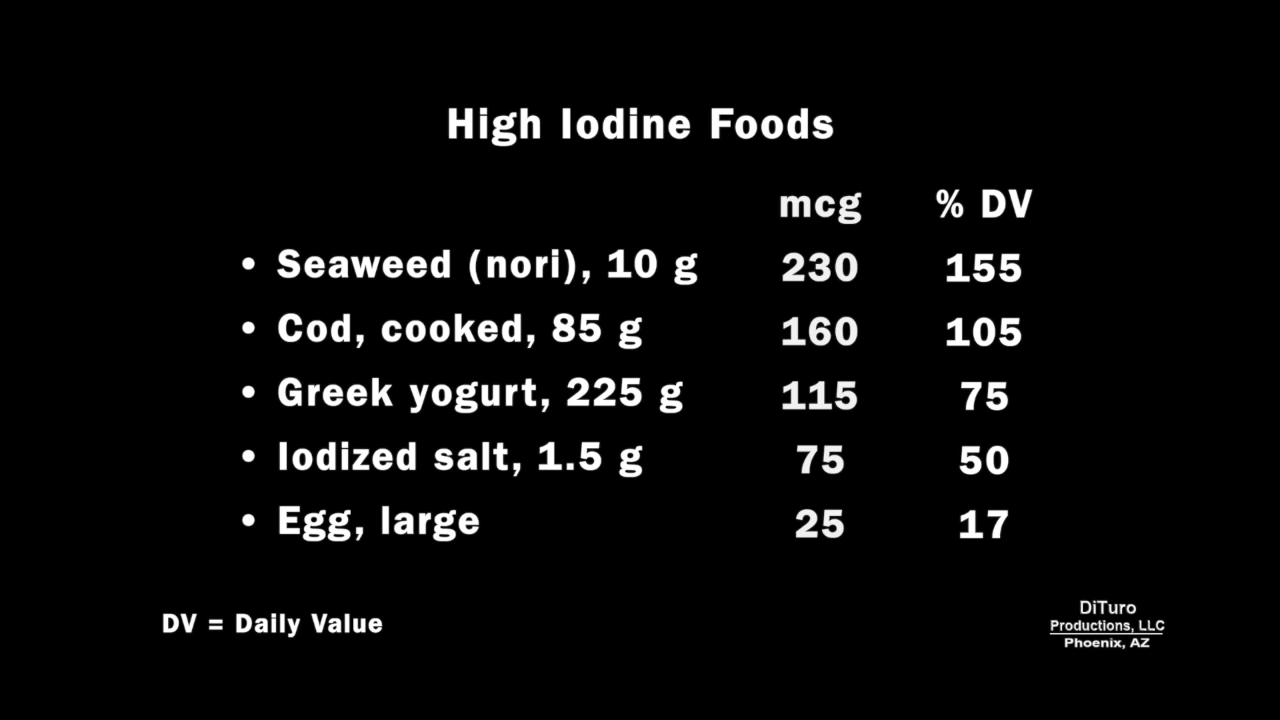 High Iodine Foods
mcg % DV
• Seaweed (nori), 10 g 230 155
• Cod, cooked, 85 g 160 105
• Greek yogurt, 225 g 115 75
• Iodized salt, 1.5 g 75 50
• Egg, large 25 17
DV = Daily Value
DiTuro
Productions, LLC
Phoenix, AZ